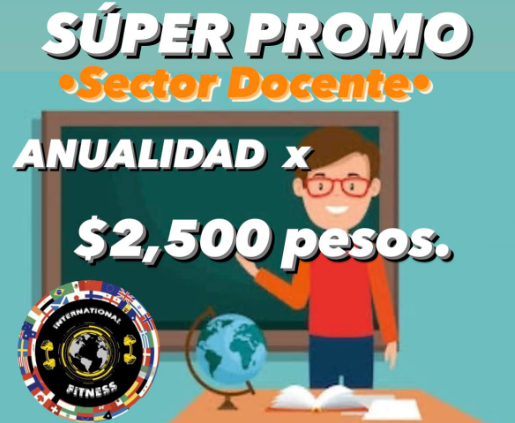 SÚPER PROMO
•Sector Docente•
ANUALIDAD x
$2,500 pesos.
INTERNATIONAL
FITNESS